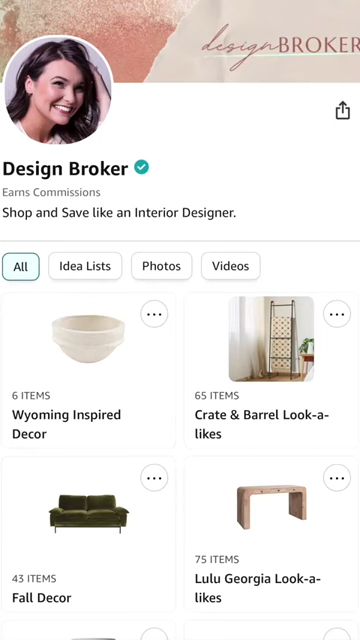 designBROKER
Design Broker
Earns Commissions
Shop and Save like an Interior Designer.
All
Idea Lists
Photos
Videos
6 ITEMS
Wyoming Inspired
Decor
65 ITEMS
Crate & Barrel Look-a-
likes
43 ITEMS
Fall Decor
75 ITEMS
Lulu Georgia Look-a-
likes